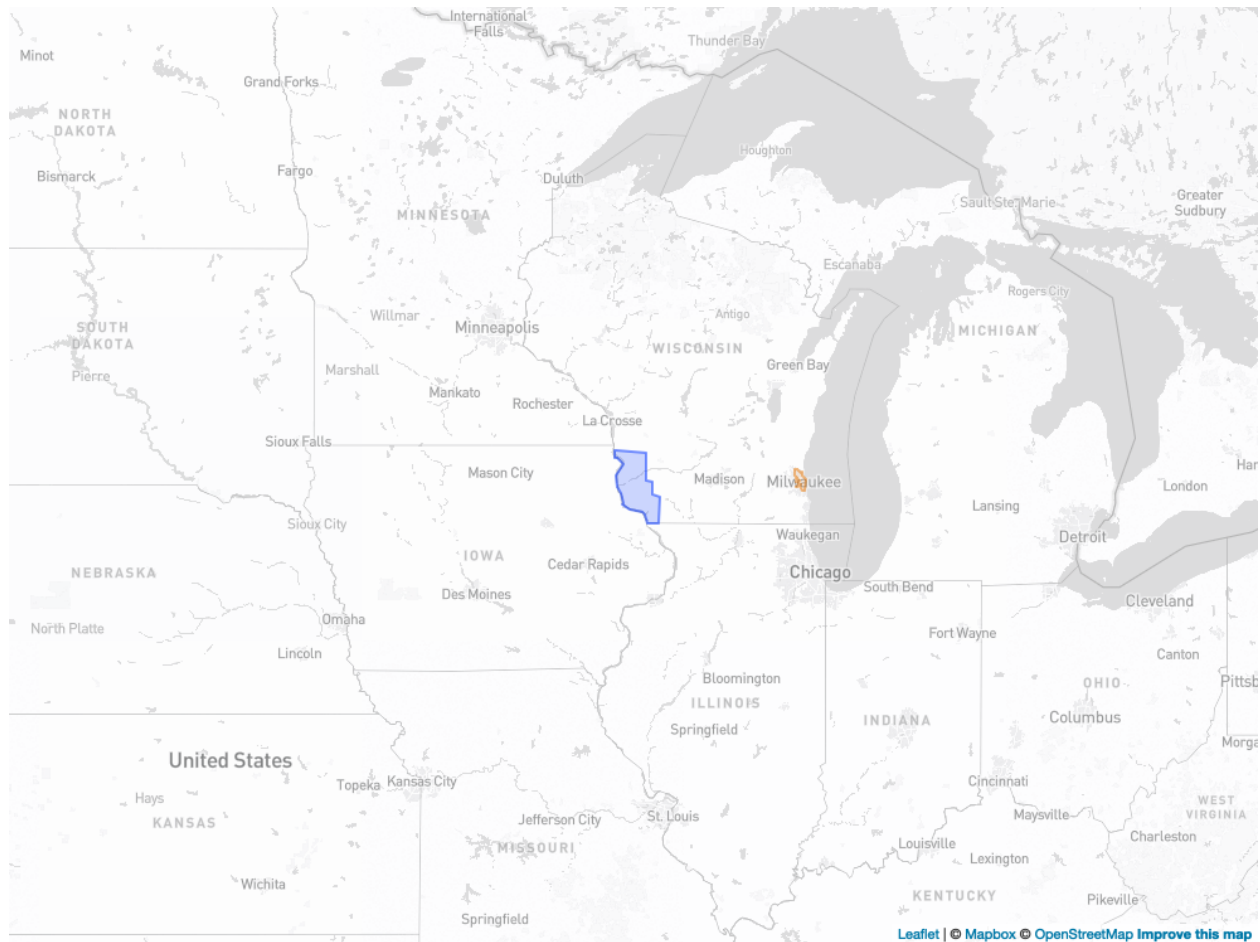 International
Falls
Thunder Bay
Minot
Grand Forks
NORTH
DAKOTA
Houghton
Bismarck
Fargo
Duluth
Greater
Sudbury
Sault Ste. Marie
MINNESOTA
Escanaba
Rogers City
Willmar
Minneapolis
Antigo
SOUTH
DAKOTA
MICHIGAN
WISCONSIN
Green Bay
Pierre
Marshall
Mankato
Rochester
La Crosse
Sioux Falls
Mason City
Madison
Milwaukee
London
Har
Lansing
Sioux City
Waukegan
Detroit
IOWA
Cedar Rapids
Chicago
NEBRASKA
South Bend
Des Moines
Cleveland
Omaha
North Platte
Fort Wayne
Lincoln
Canton
Bloomington
OHIO
Pittsb
ILLINOIS
Springfield
INDIANA
Columbus
Morga
United States
Topeka
Kansas City
Cincinnati
Hays
KANSAS
Jefferson City
St. Louis
Maysville
WEST
VIRGINIA
Charleston
MISSOURI
Louisville
Lexington
Wichita
KENTUCKY
Pikeville
Springfield
Leaflet | © Mapbox © OpenStreetMap Improve this map